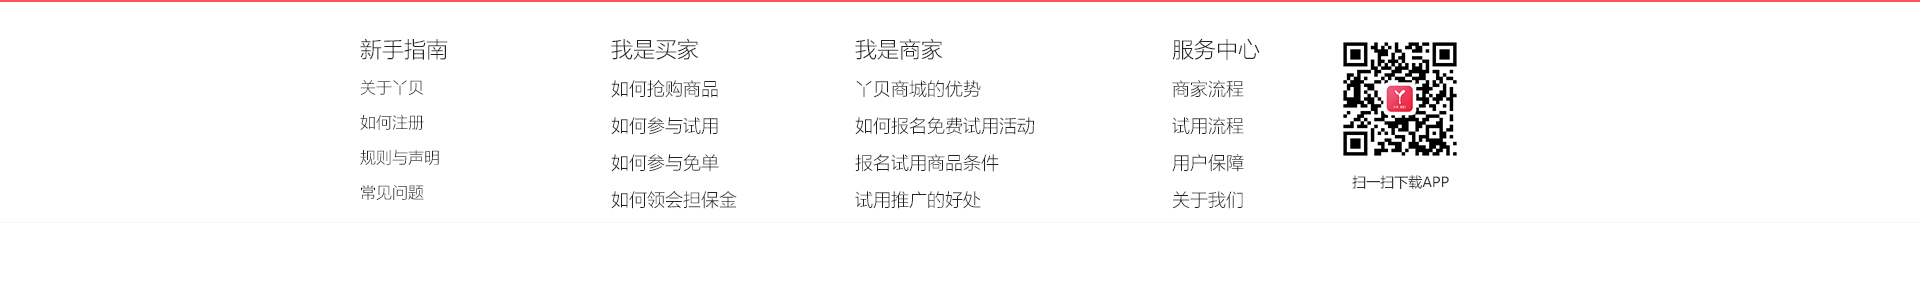 新手指南
关于丫贝
如何注册
规则与声明
常见问题
我是买家
如何抢购商品
如何参与试用
如何参与免单
如何领会担保金
我是商家
丫贝商城的优势
如何报名免费试用活动
报名试用商品条件
试用推广的好处
服务中心
商家流程
试用流程
用户保障
关于我们
扫一扫下载APP